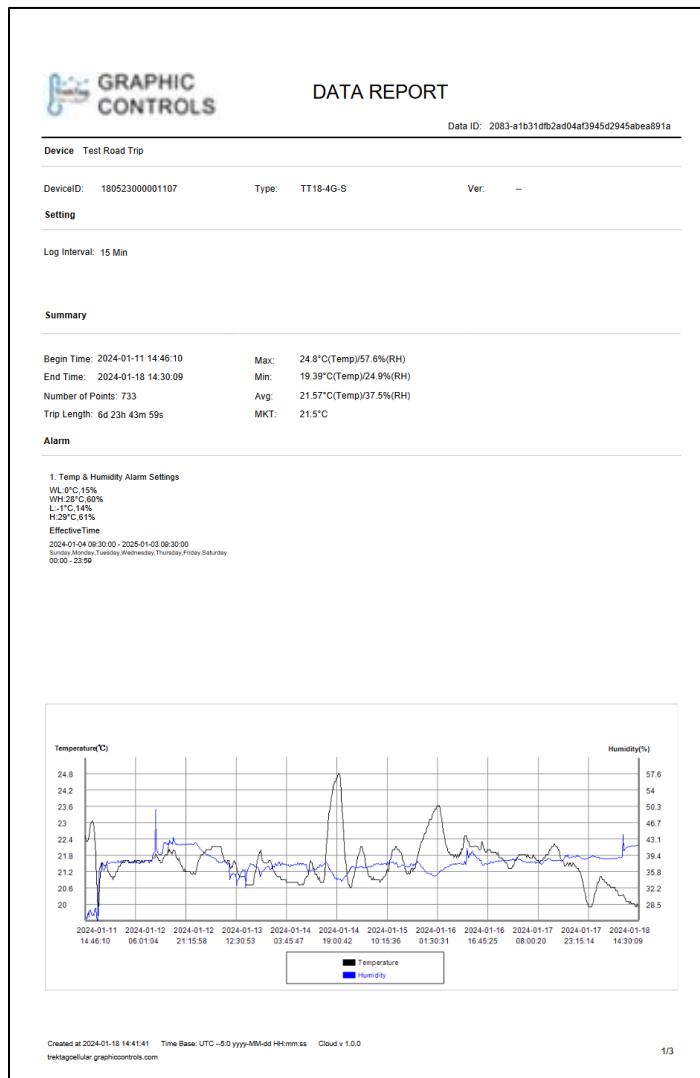 GRAPHIC
CONTROLS
DATA REPORT
Data ID: 2083-a1b31dfb2ad04af3945d2945abea891a
Device Test Road Trip
DeviceID: 180523000001107 Type: TT18-4G-S Ver: --
Setting
Log Interval: 15 Min
Summary
Begin Time: 2024-01-11 14:46:10 Max: 24.8°C(Temp)/57.6%(RH)
End Time: 2024-01-18 14:30:09 Min: 19.39°C(Temp)/24.9%(RH)
Number of Points: 733 Avg: 21.57°C(Temp)/37.5%(RH)
Trip Length: 6d 23h 43m 59s MKT: 21.5°C
Alarm
1. Temp & Humidity Alarm Settings
WL:0°C,15%
WH:28°C,60%
L:-1°C,14%
H:29°C,61%
EffectiveTime
2024-01-04 09:30:00 - 2025-01-03 09:30:00
Sunday,Monday,Tuesday,Wednesday,Thursday,Friday,Saturday
00:00 - 23:59
Temperature(℃) Humidity(%)
24.8 57.6
24.2 54
23.6 50.3
23 46.7
22.4 43.1
21.8 39.4
21.2 35.8
20.6 32.2
20 28.5
2024-01-11 2024-01-12 2024-01-12 2024-01-13 2024-01-14 2024-01-14 2024-01-15 2024-01-16 2024-01-16 2024-01-17 2024-01-17 2024-01-18
14:46:10 06:01:04 21:15:58 12:30:53 03:45:47 19:00:42 10:15:36 01:30:31 16:45:25 08:00:20 23:15:14 14:30:09
Temperature
Humidity
Created at 2024-01-18 14:41:41 Time Base: UTC --5:0 yyyy-MM-dd HH:mm:ss Cloud v 1.0.0
trektagcellular.graphiccontrols.com
1/3